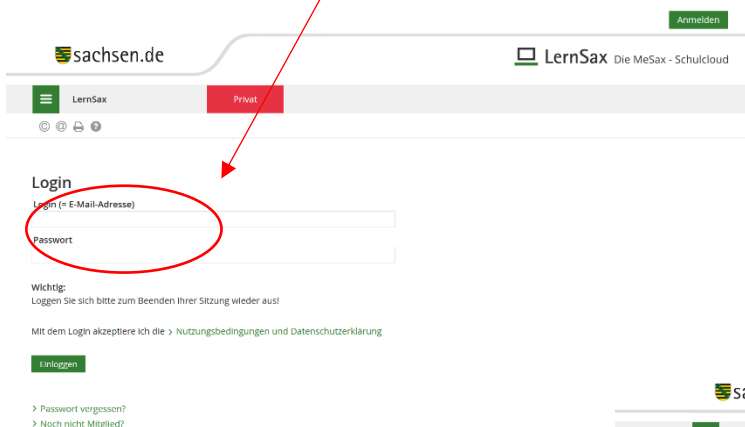 Anmelden
sachsen.de
LernSax Die MeSax - Schulcloud
LernSax
Privat
Login
Login (= E-Mail-Adresse)
Passwort
Wichtig:
Loggen Sie sich bitte zum Beenden Ihrer Sitzung wieder aus!
Mit dem Login akzeptiere ich die > Nutzungsbedingungen und Datenschutzerklärung
Einloggen
> Passwort vergessen?
> Noch nicht Mitglied?
sa